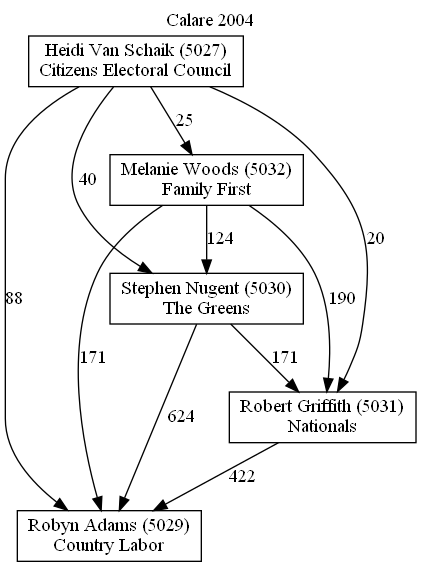 Calare 2004
Heidi Van Schaik (5027)
Citizens Electoral Council
25
Melanie Woods (5032)
Family First
40
124
20
Stephen Nugent (5030)
The Greens
88
190
171
171
Robert Griffith (5031)
Nationals
624
422
Robyn Adams (5029)
Country Labor